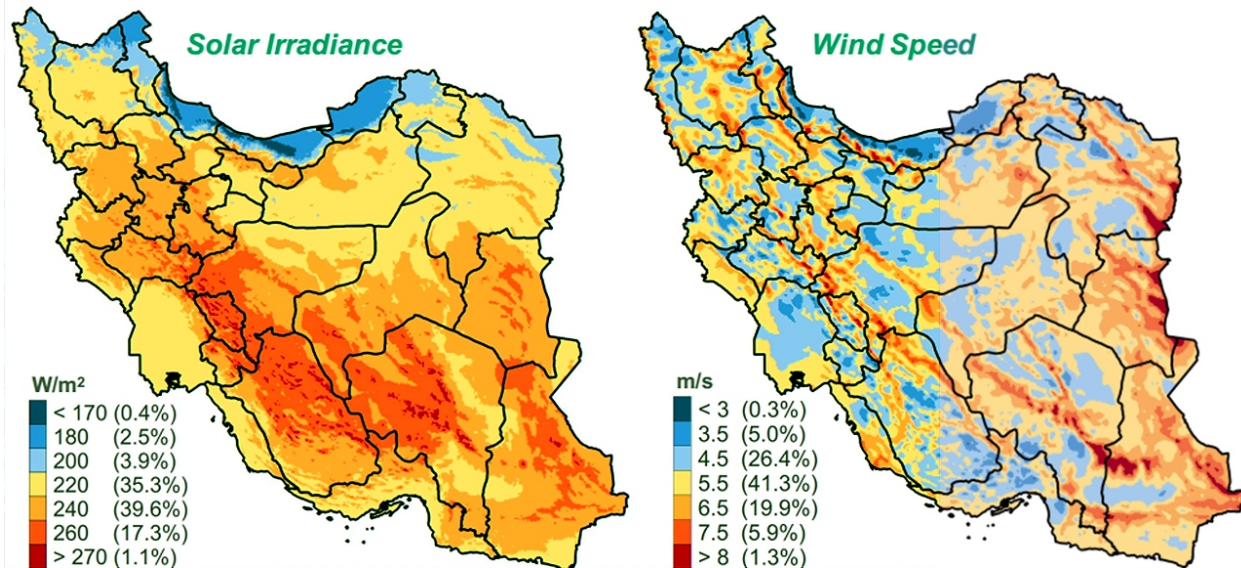 Solar Irradiance
W/m²
< 170 (0.4%)
180 (2.5%)
200 (3.9%)
220 (35.3%)
240 (39.6%)
260 (17.3%)
> 270 (1.1%)
Wind Speed
m/s
< 3 (0.3%)
3.5 (5.0%)
4.5 (26.4%)
5.5 (41.3%)
6.5 (19.9%)
7.5 (5.9%)
> 8 (1.3%)